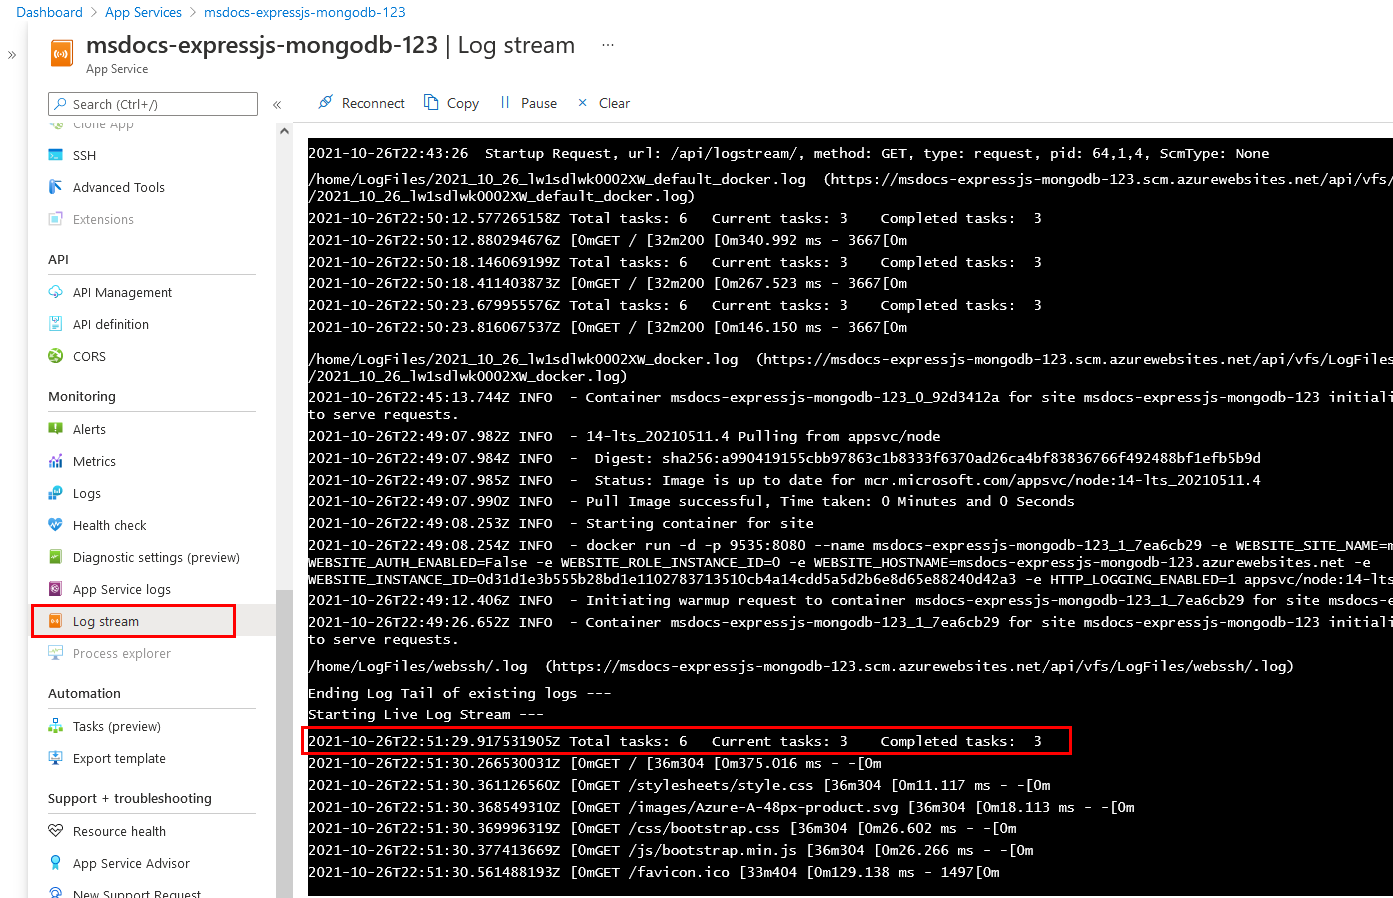 Dashboard > App Services > msdocs-expressjs-mongodb-123
»
msdocs-expressjs-mongodb-123 | Log stream ...
App Service
Search (Ctrl+/)
«
Clone App
SSH
Advanced Tools
Extensions
API
API Management
API definition
CORS
Monitoring
Alerts
Metrics
Logs
Health check
Diagnostic settings (preview)
App Service logs
Log stream
Process explorer
Automation
Tasks (preview)
Export template
Support + troubleshooting
Resource health
App Service Advisor
New Support Request
Reconnect Copy Pause Clear
2021-10-26T22:43:26  Startup Request, url: /api/logstream/, method: GET, type: request, pid: 64,1,4, ScmType: None
/home/LogFiles/2021_10_26_lw1sdlwk0002XW_default_docker.log  (https://msdocs-expressjs-mongodb-123.scm.azurewebsites.net/api/vfs/
/2021_10_26_lw1sdlwk0002XW_default_docker.log)
2021-10-26T22:50:12.577265158Z Total tasks: 6   Current tasks: 3    Completed tasks:  3
2021-10-26T22:50:12.880294676Z [0mGET / [32m200 [0m340.992 ms - 3667[0m
2021-10-26T22:50:18.146069199Z Total tasks: 6   Current tasks: 3    Completed tasks:  3
2021-10-26T22:50:18.411403873Z [0mGET / [32m200 [0m267.523 ms - 3667[0m
2021-10-26T22:50:23.679955576Z Total tasks: 6   Current tasks: 3    Completed tasks:  3
2021-10-26T22:50:23.816067537Z [0mGET / [32m200 [0m146.150 ms - 3667[0m
/home/LogFiles/2021_10_26_lw1sdlwk0002XW_docker.log  (https://msdocs-expressjs-mongodb-123.scm.azurewebsites.net/api/vfs/LogFiles
/2021_10_26_lw1sdlwk0002XW_docker.log)
2021-10-26T22:45:13.744Z INFO  - Container msdocs-expressjs-mongodb-123_0_92d3412a for site msdocs-expressjs-mongodb-123 initiali
to serve requests.
2021-10-26T22:49:07.982Z INFO  - 14-lts_20210511.4 Pulling from appsvc/node
2021-10-26T22:49:07.984Z INFO  -  Digest: sha256:a990419155cbb97863c1b8333f6370ad26ca4bf83836766f492488bf1efb5b9d
2021-10-26T22:49:07.985Z INFO  -  Status: Image is up to date for mcr.microsoft.com/appsvc/node:14-lts_20210511.4
2021-10-26T22:49:07.990Z INFO  - Pull Image successful, Time taken: 0 Minutes and 0 Seconds
2021-10-26T22:49:08.253Z INFO  - Starting container for site
2021-10-26T22:49:08.254Z INFO  - docker run -d -p 9535:8080 --name msdocs-expressjs-mongodb-123_1_7ea6cb29 -e WEBSITE_SITE_NAME=m
WEBSITE_AUTH_ENABLED=False -e WEBSITE_ROLE_INSTANCE_ID=0 -e WEBSITE_HOSTNAME=msdocs-expressjs-mongodb-123.azurewebsites.net -e
WEBSITE_INSTANCE_ID=0d31d1e3b555b28bd1e1102783713510cb4a14cdd5a5d2b6e8d65e88240d42a3 -e HTTP_LOGGING_ENABLED=1 appsvc/node:14-lts
2021-10-26T22:49:12.406Z INFO  - Initiating warmup request to container msdocs-expressjs-mongodb-123_1_7ea6cb29 for site msdocs-e
2021-10-26T22:49:26.652Z INFO  - Container msdocs-expressjs-mongodb-123_1_7ea6cb29 for site msdocs-expressjs-mongodb-123 initiali
to serve requests.
/home/LogFiles/webssh/.log  (https://msdocs-expressjs-mongodb-123.scm.azurewebsites.net/api/vfs/LogFiles/webssh/.log)
Ending Log Tail of existing logs ---
Starting Live Log Stream ---
2021-10-26T22:51:29.917531905Z Total tasks: 6   Current tasks: 3    Completed tasks:  3
2021-10-26T22:51:30.266530031Z [0mGET / [36m304 [0m375.016 ms - -[0m
2021-10-26T22:51:30.361126560Z [0mGET /stylesheets/style.css [36m304 [0m11.117 ms - -[0m
2021-10-26T22:51:30.368549310Z [0mGET /images/Azure-A-48px-product.svg [36m304 [0m18.113 ms - -[0m
2021-10-26T22:51:30.369996319Z [0mGET /css/bootstrap.css [36m304 [0m26.602 ms - -[0m
2021-10-26T22:51:30.377413669Z [0mGET /js/bootstrap.min.js [36m304 [0m26.266 ms - -[0m
2021-10-26T22:51:30.561488193Z [0mGET /favicon.ico [33m404 [0m129.138 ms - 1497[0m